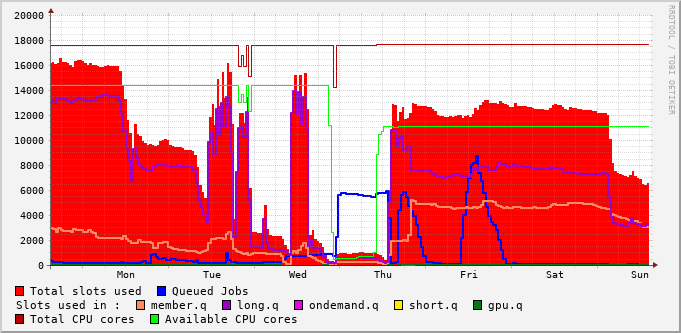 20000
18000
16000
14000
12000
10000
8000
6000
4000
2000
0
Mon Tue Wed Thu Fri Sat Sun
RRDTOOL / TOBI OETIKER
Total slots used Queued Jobs
Slots used in : member.q long.q ondemand.q short.q gpu.q
Total CPU cores Available CPU cores